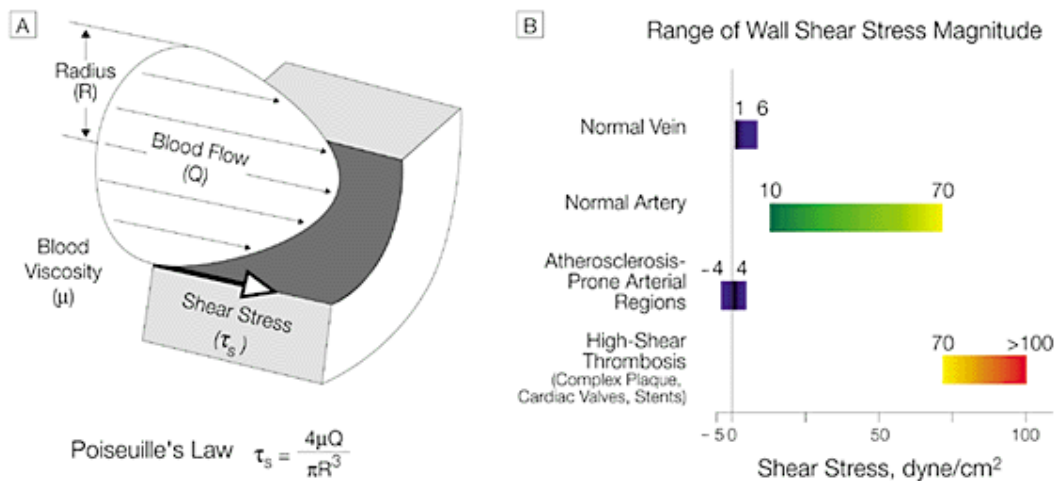 A
Radius
(R)
Blood Flow
(Q)
Blood
Viscosity
(μ)
Shear Stress
(τs)
Poiseuille's Law τs = 4μQ / πR³
B
Range of Wall Shear Stress Magnitude
Normal Vein
1 6
Normal Artery
10 70
Atherosclerosis-
Prone Arterial
Regions
-4 4
High-Shear
Thrombosis
(Complex Plaque,
Cardiac Valves, Stents)
70 >100
-5 0 50 100
Shear Stress, dyne/cm²